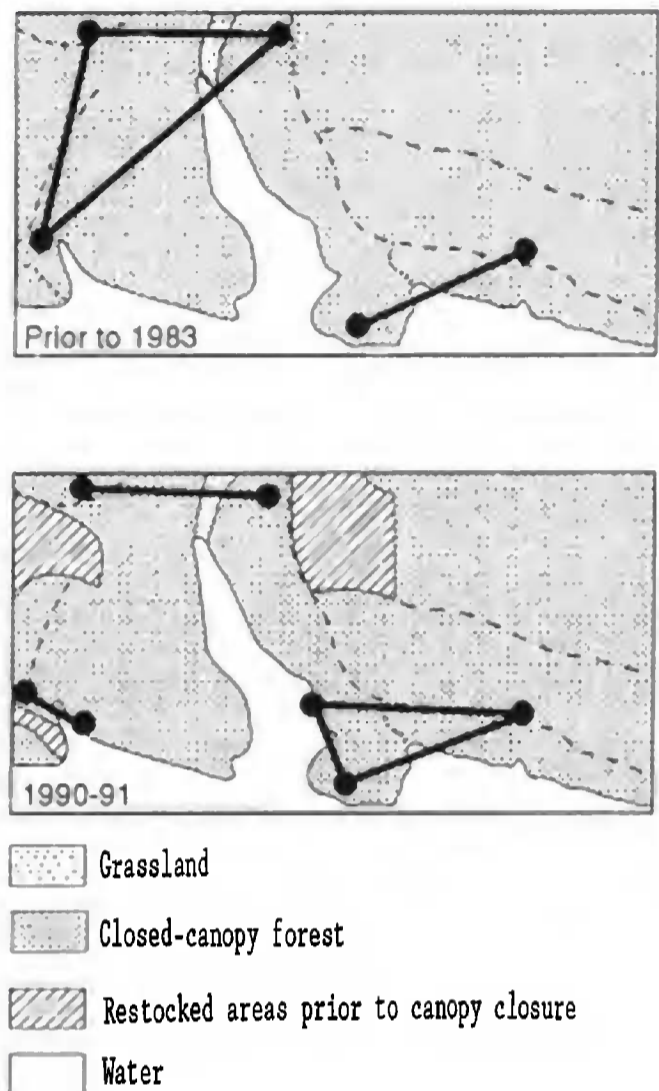 Prior to 1983
1990-91
Grassland
Closed-canopy forest
Restocked areas prior to canopy closure
Water